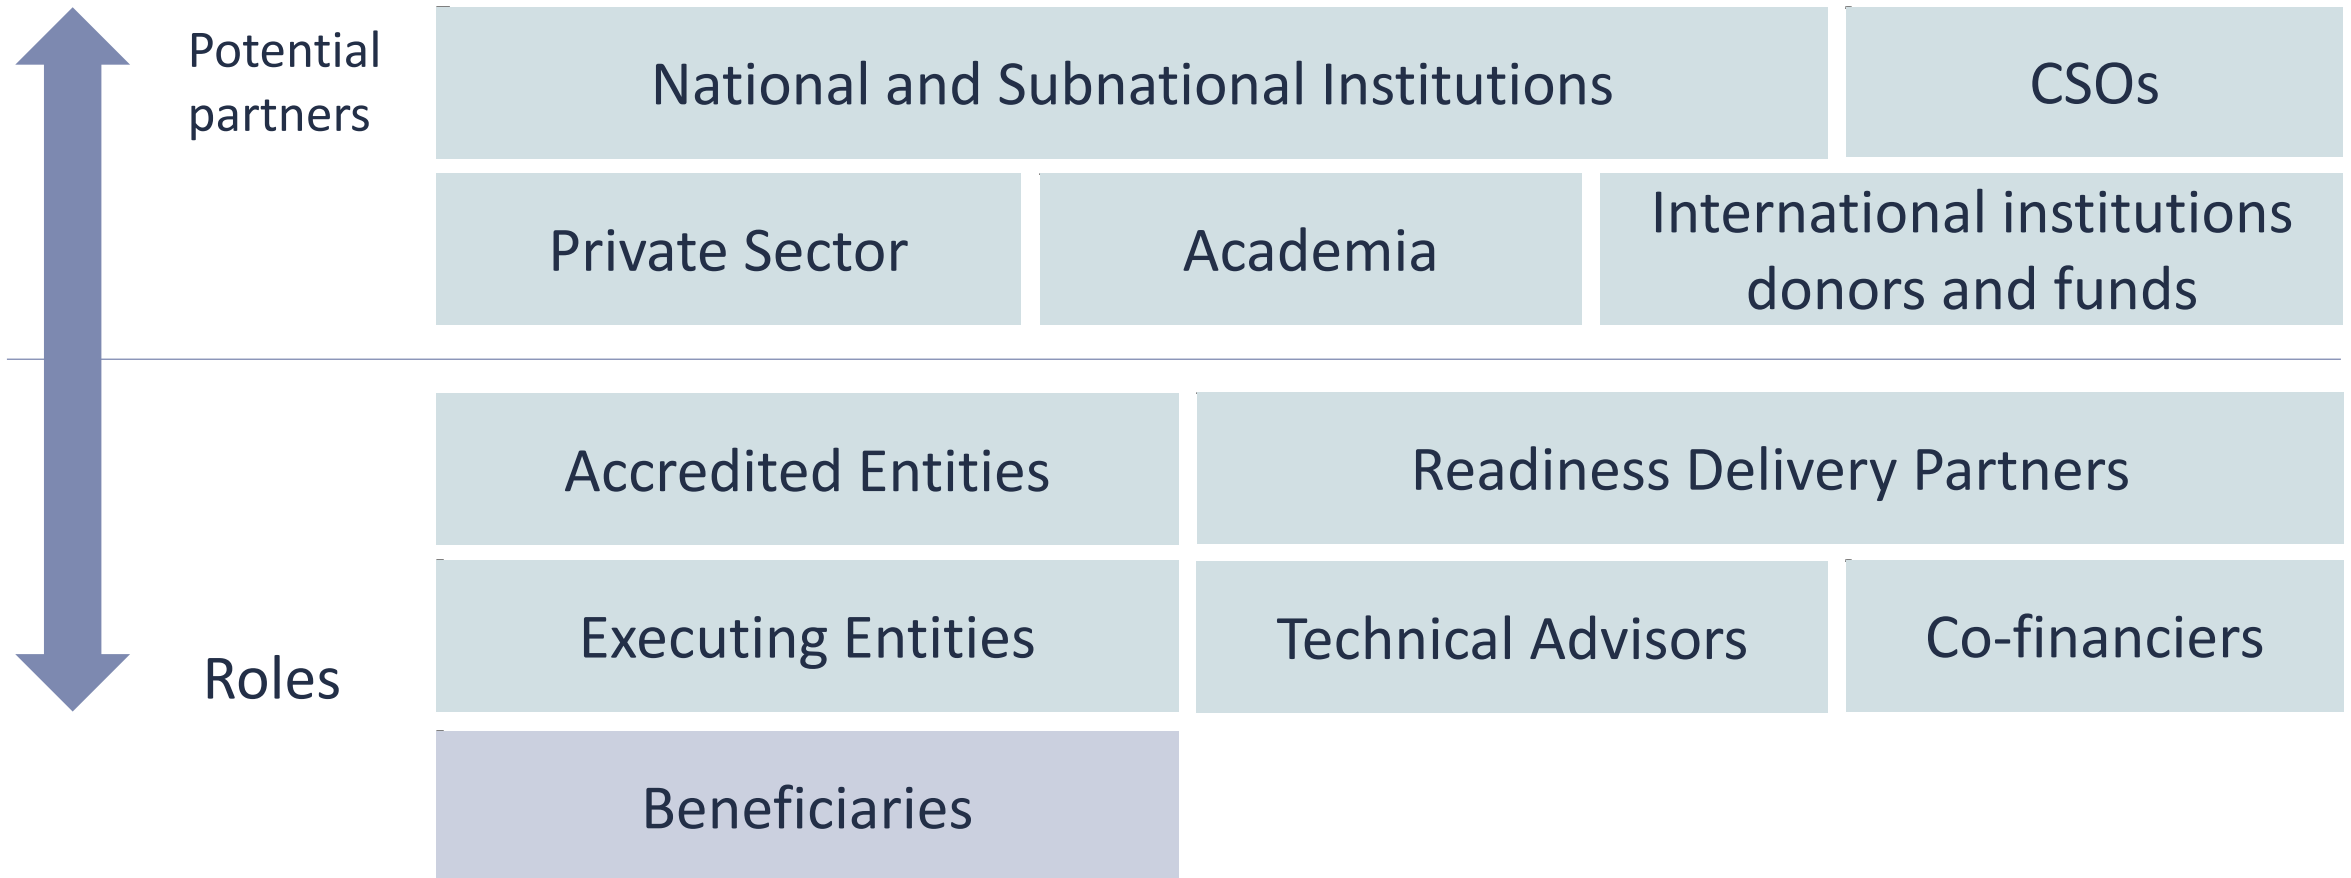 Potential
partners
National and Subnational Institutions
CSOs
Private Sector
Academia
International institutions
donors and funds
Accredited Entities
Readiness Delivery Partners
Roles
Executing Entities
Technical Advisors
Co-financiers
Beneficiaries